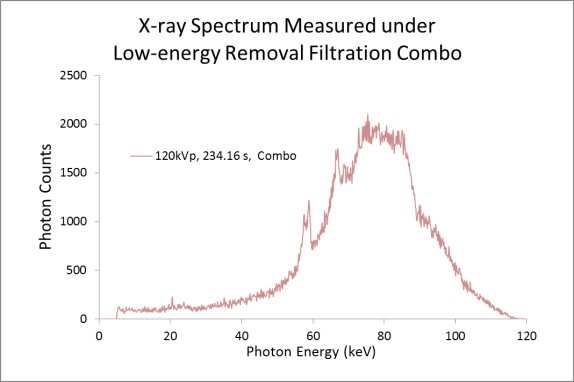 X-ray Spectrum Measured under
Low-energy Removal Filtration Combo
2500
2000
1500
1000
500
0
Photon Counts
120kVp, 234.16 s, Combo
0 20 40 60 80 100 120
Photon Energy (keV)